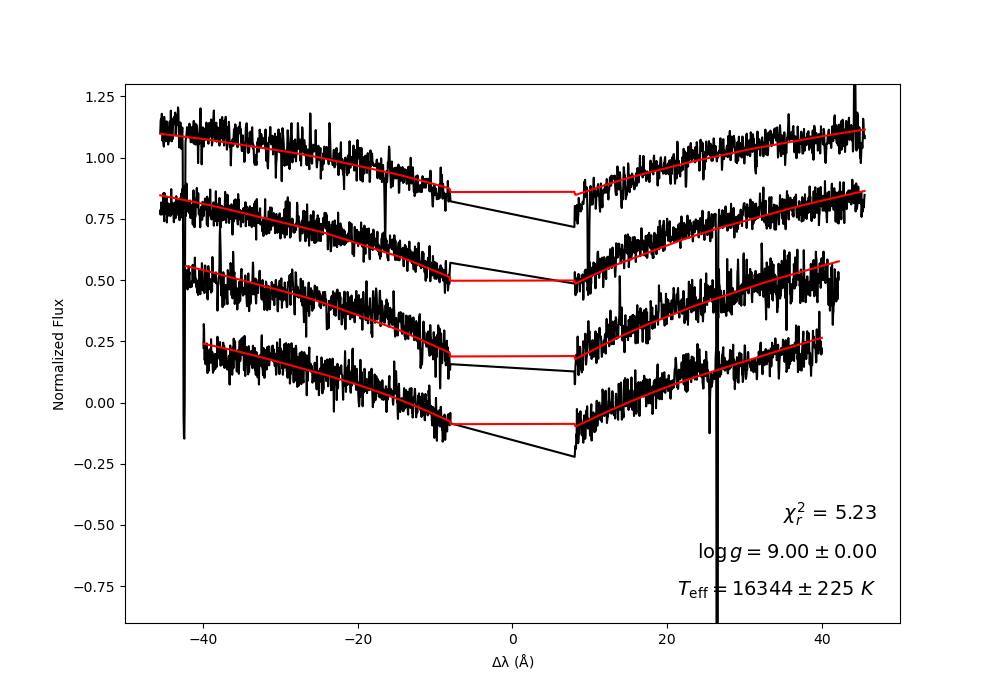 1.25
1.00
0.75
0.50
0.25
0.00
−0.25
−0.50
−0.75
Normalized Flux
χ²ᵣ = 5.23
log g = 9.00 ± 0.00
T_eff = 16344 ± 225 K
−40 −20 0 20 40
Δλ (Å)